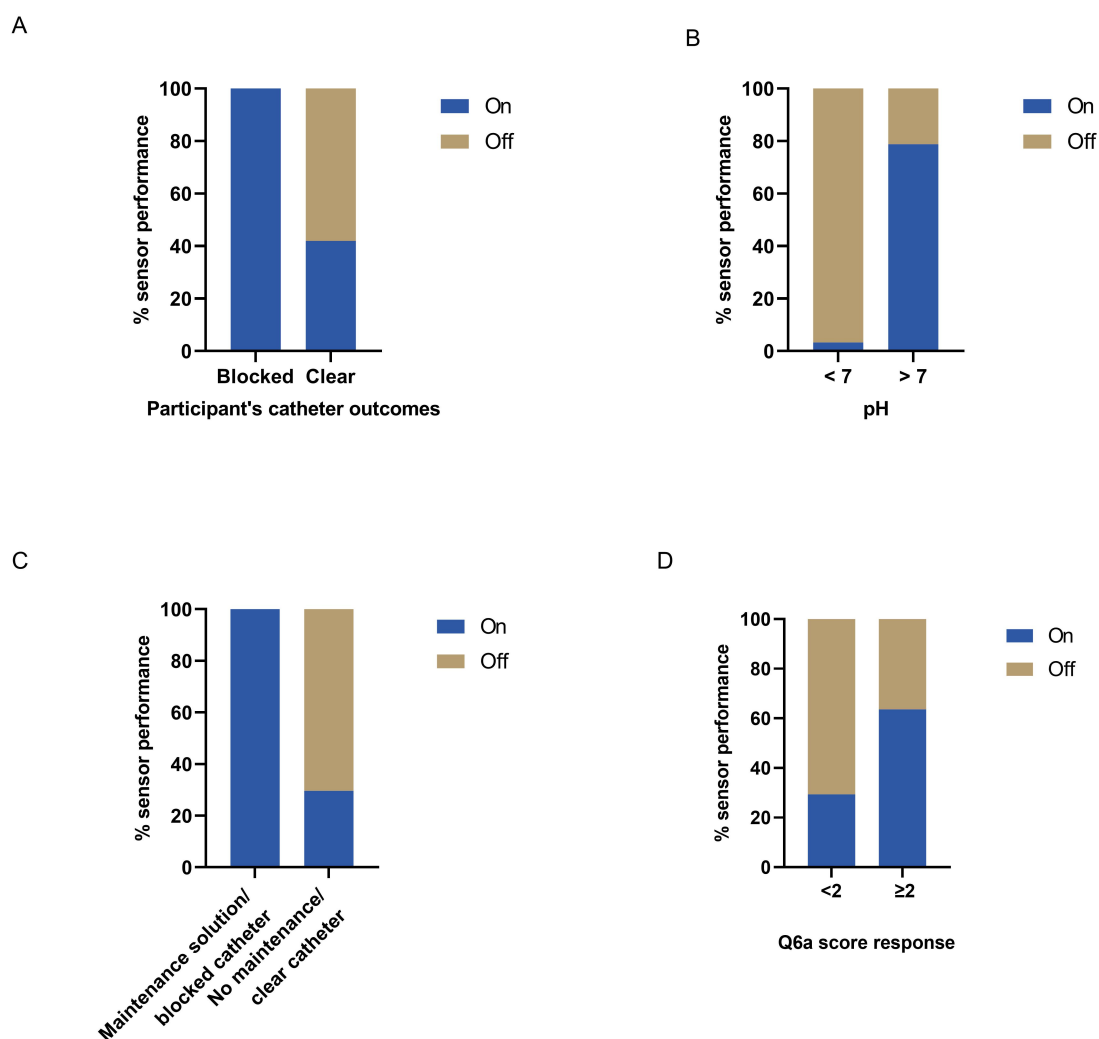 A
% sensor performance
100
80
60
40
20
0
Blocked Clear
Participant's catheter outcomes
On
Off
B
% sensor performance
100
80
60
40
20
0
< 7 > 7
pH
On
Off
C
% sensor performance
100
80
60
40
20
0
Maintenance solution/
blocked catheter
No maintenance/
clear catheter
On
Off
D
% sensor performance
100
80
60
40
20
0
<2 ≥2
Q6a score response
On
Off